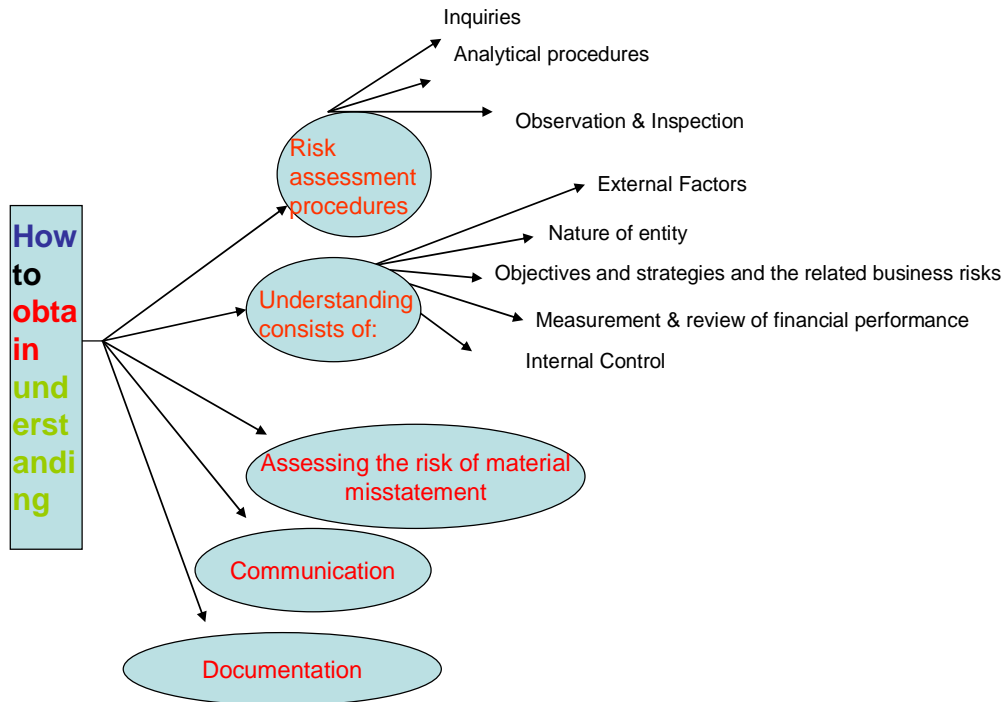 Inquiries
Analytical procedures
Observation & Inspection
Risk
assessment
procedures
External Factors
Nature of entity
Objectives and strategies and the related business risks
Measurement & review of financial performance
Internal Control
Understanding
consists of:
How
to
obta
in
und
erst
andi
ng
Assessing the risk of material
misstatement
Communication
Documentation